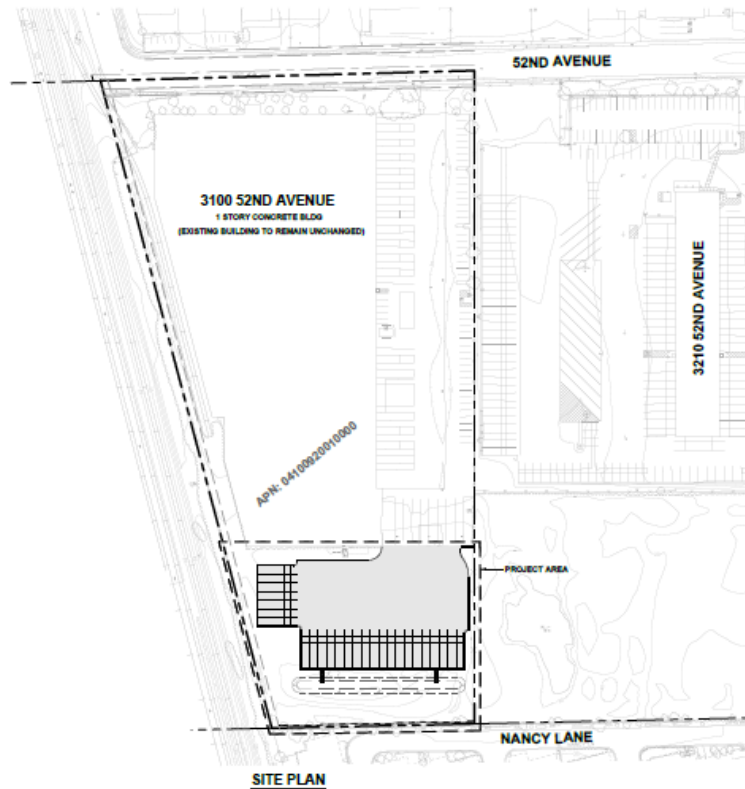 52ND AVENUE
3100 52ND AVENUE
1 STORY CONCRETE BLDG
(EXISTING BUILDING TO REMAIN UNCHANGED)
3210 52ND AVENUE
APN: 04100920010000
PROJECT AREA
NANCY LANE
SITE PLAN